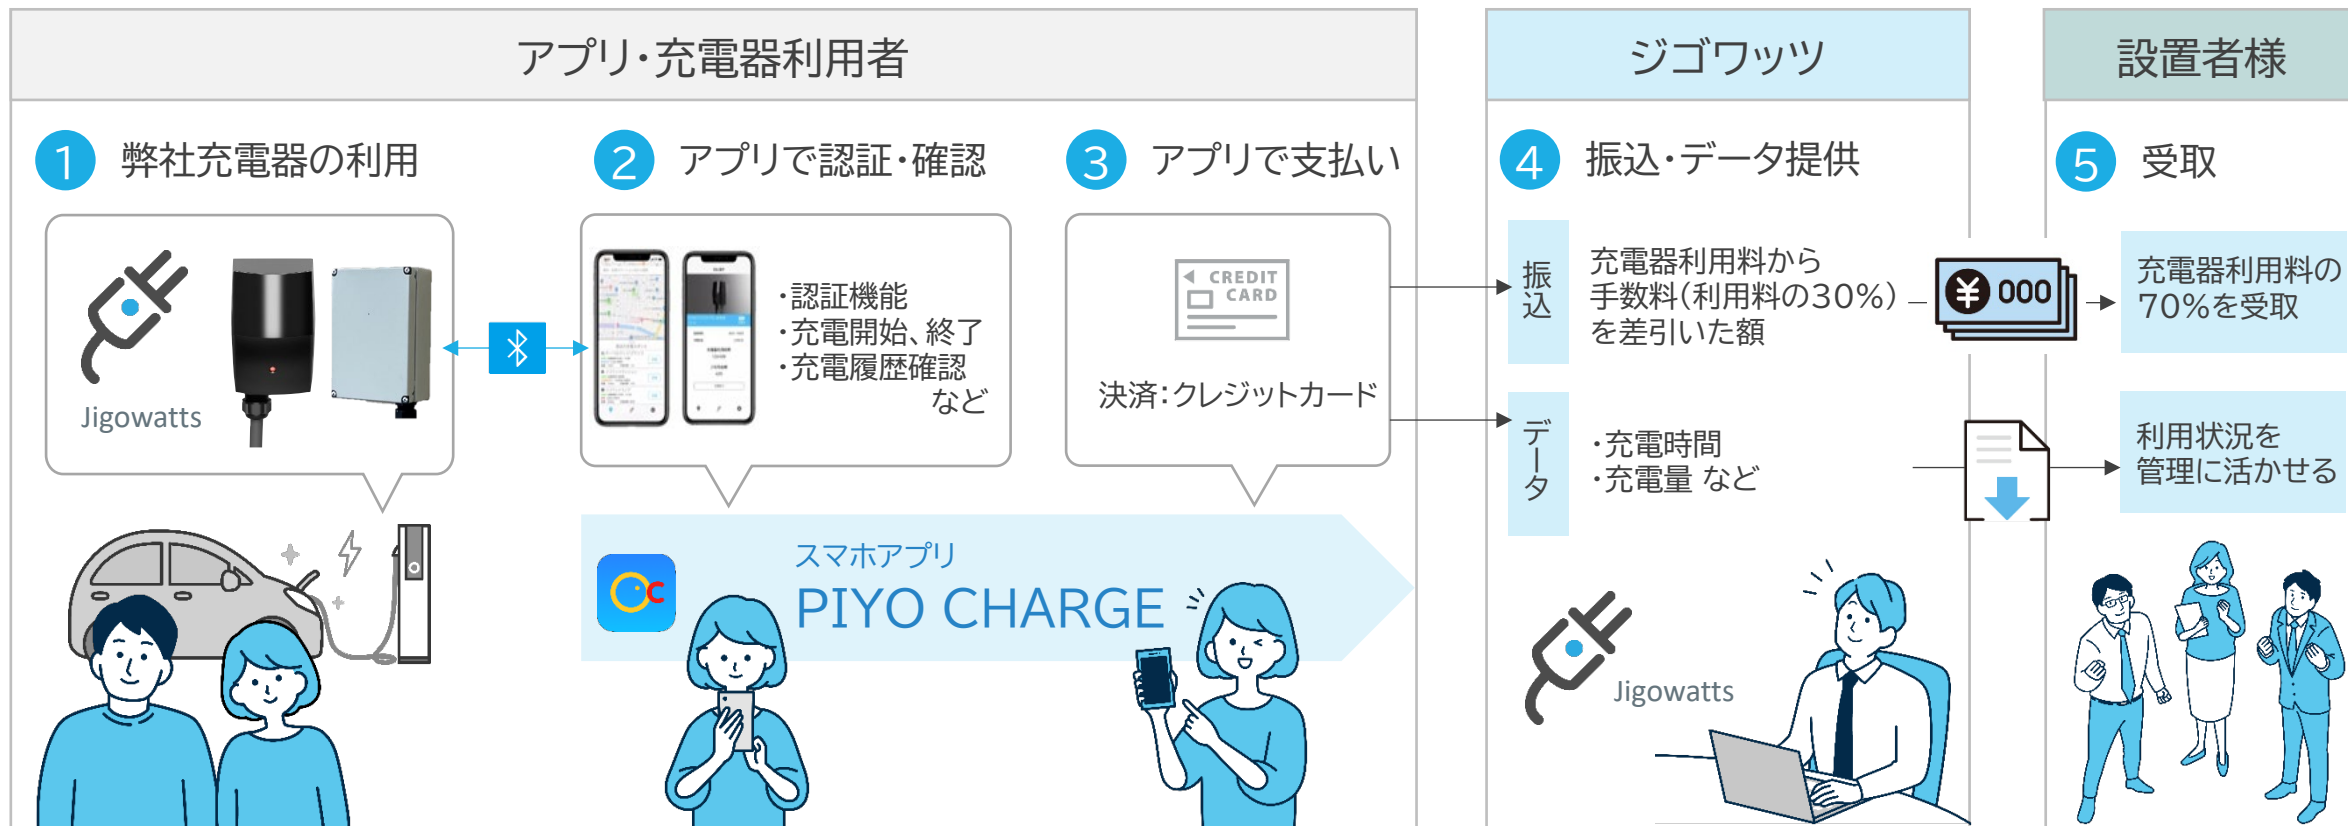 アプリ・充電器利用者
1 弊社充電器の利用
Jigowatts
2 アプリで認証・確認
・認証機能
・充電開始、終了
・充電履歴確認
など
3 アプリで支払い
CREDIT
CARD
決済：クレジットカード
スマホアプリ
PIYO CHARGE
ジゴワッツ
4 振込・データ提供
振込
充電器利用料から
手数料（利用料の30%）
を差引いた額
¥ 000
データ
・充電時間
・充電量 など
Jigowatts
設置者様
5 受取
充電器利用料の
70%を受取
利用状況を
管理に活かせる